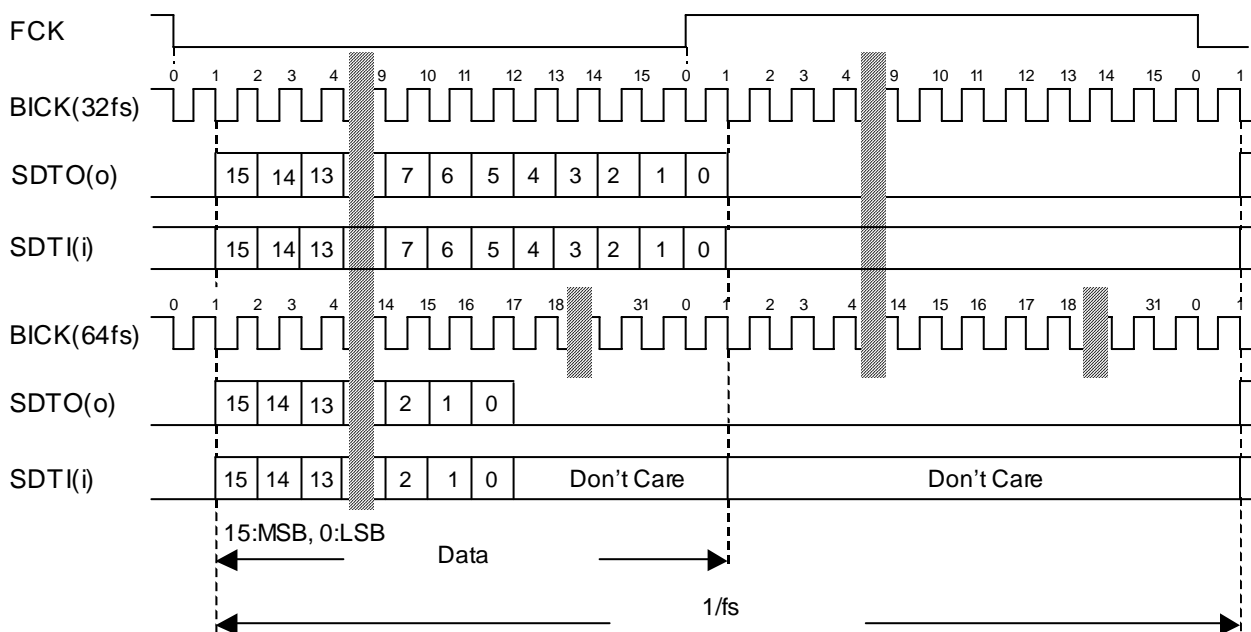 FCK
0 1 2 3 4 9 10 11 12 13 14 15 0 1 2 3 4 9 10 11 12 13 14 15 0 1
BICK(32fs)
SDTO(o) 15 14 13 7 6 5 4 3 2 1 0
SDTI(i) 15 14 13 7 6 5 4 3 2 1 0
0 1 2 3 4 14 15 16 17 18 31 0 1 2 3 4 14 15 16 17 18 31 0 1
BICK(64fs)
SDTO(o) 15 14 13 2 1 0
SDTI(i) 15 14 13 2 1 0 Don't Care Don't Care
15:MSB, 0:LSB
Data
1/fs